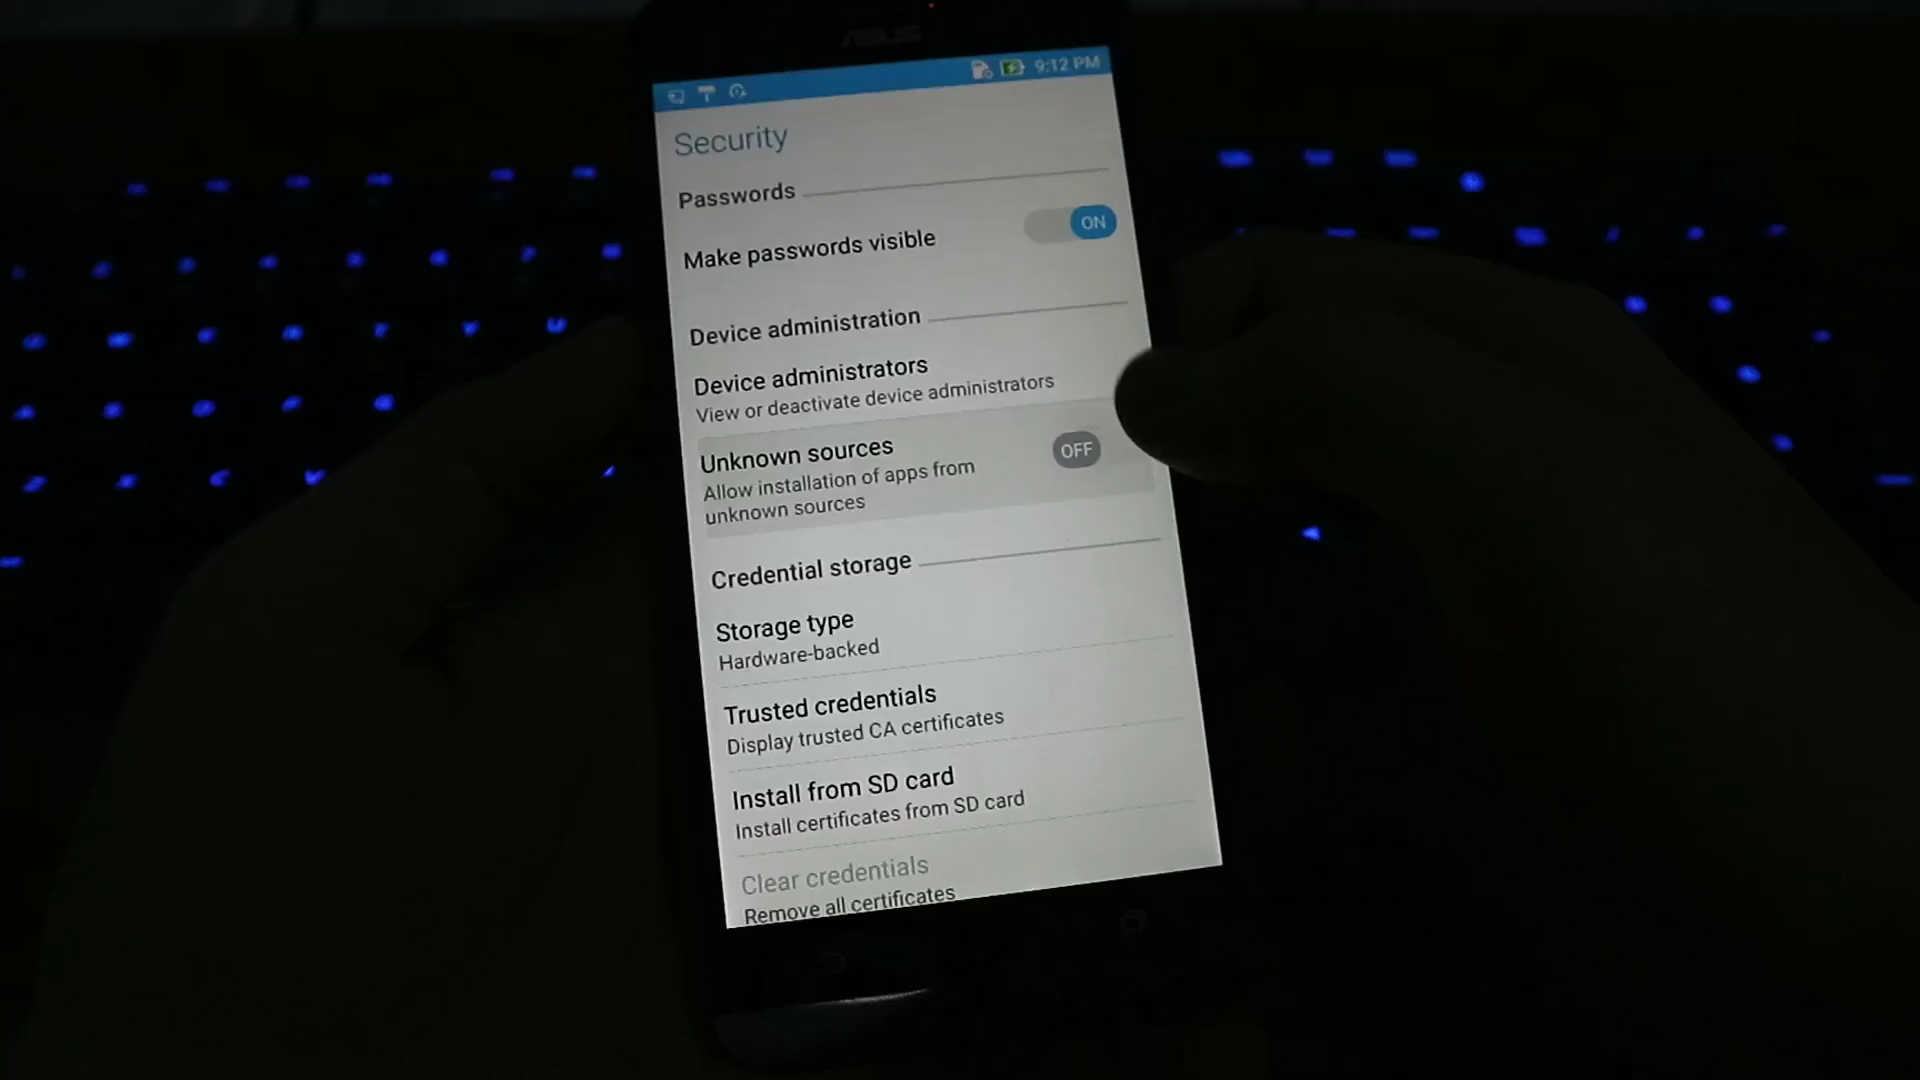 ASUS
9:12 PM
Security
Passwords
Make passwords visible
ON
Device administration
Device administrators
View or deactivate device administrators
Unknown sources
OFF
Allow installation of apps from
unknown sources
Credential storage
Storage type
Hardware-backed
Trusted credentials
Display trusted CA certificates
Install from SD card
Install certificates from SD card
Clear credentials
Remove all certificates